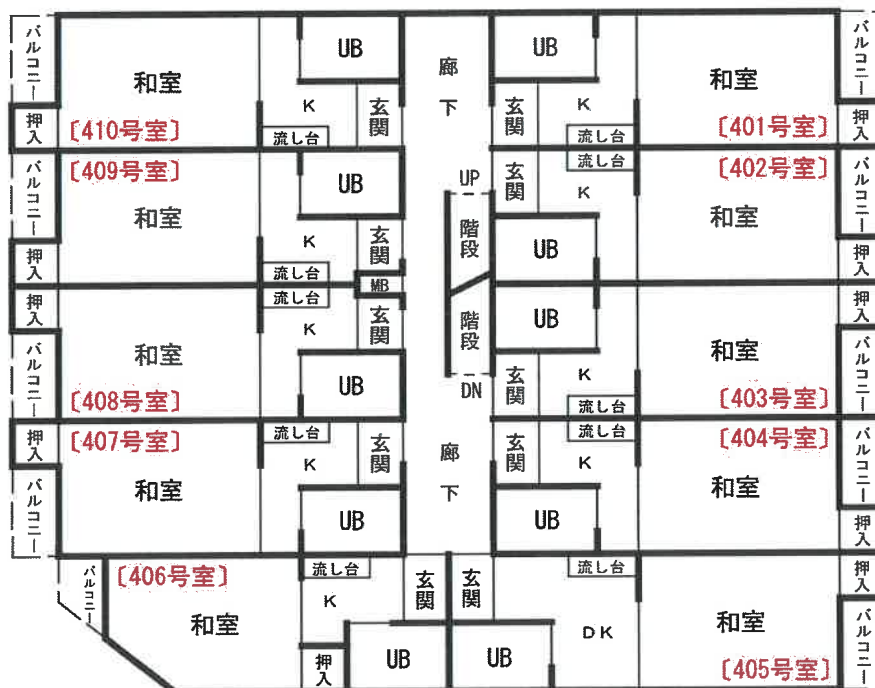 バルコニー
押入
和室
[410号室]
UB
K
流し台
玄関
廊下
UB
玄関
K
流し台
和室
[401号室]
バルコニー
押入
バルコニー
押入
[409号室]
和室
UB
K
流し台
玄関
MB
UP
階段
階段
DN
玄関
流し台
K
UB
[402号室]
和室
バルコニー
押入
押入
バルコニー
流し台
K
玄関
UB
和室
[408号室]
UB
玄関
K
流し台
和室
[403号室]
押入
バルコニー
押入
バルコニー
[407号室]
和室
流し台
K
玄関
UB
廊下
玄関
流し台
K
UB
[404号室]
和室
バルコニー
押入
バルコニー
[406号室]
和室
流し台
K
玄関
押入
UB
玄関
流し台
DK
UB
和室
[405号室]
押入
バルコニー